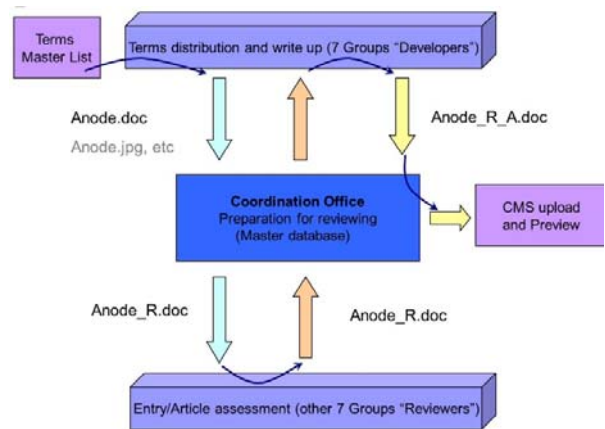 Terms
Master List
Terms distribution and write up (7 Groups “Developers”)
Anode.doc
Anode.jpg, etc
Anode_R_A.doc
Coordination Office
Preparation for reviewing
(Master database)
CMS upload
and Preview
Anode_R.doc
Anode_R.doc
Entry/Article assessment (other 7 Groups “Reviewers”)